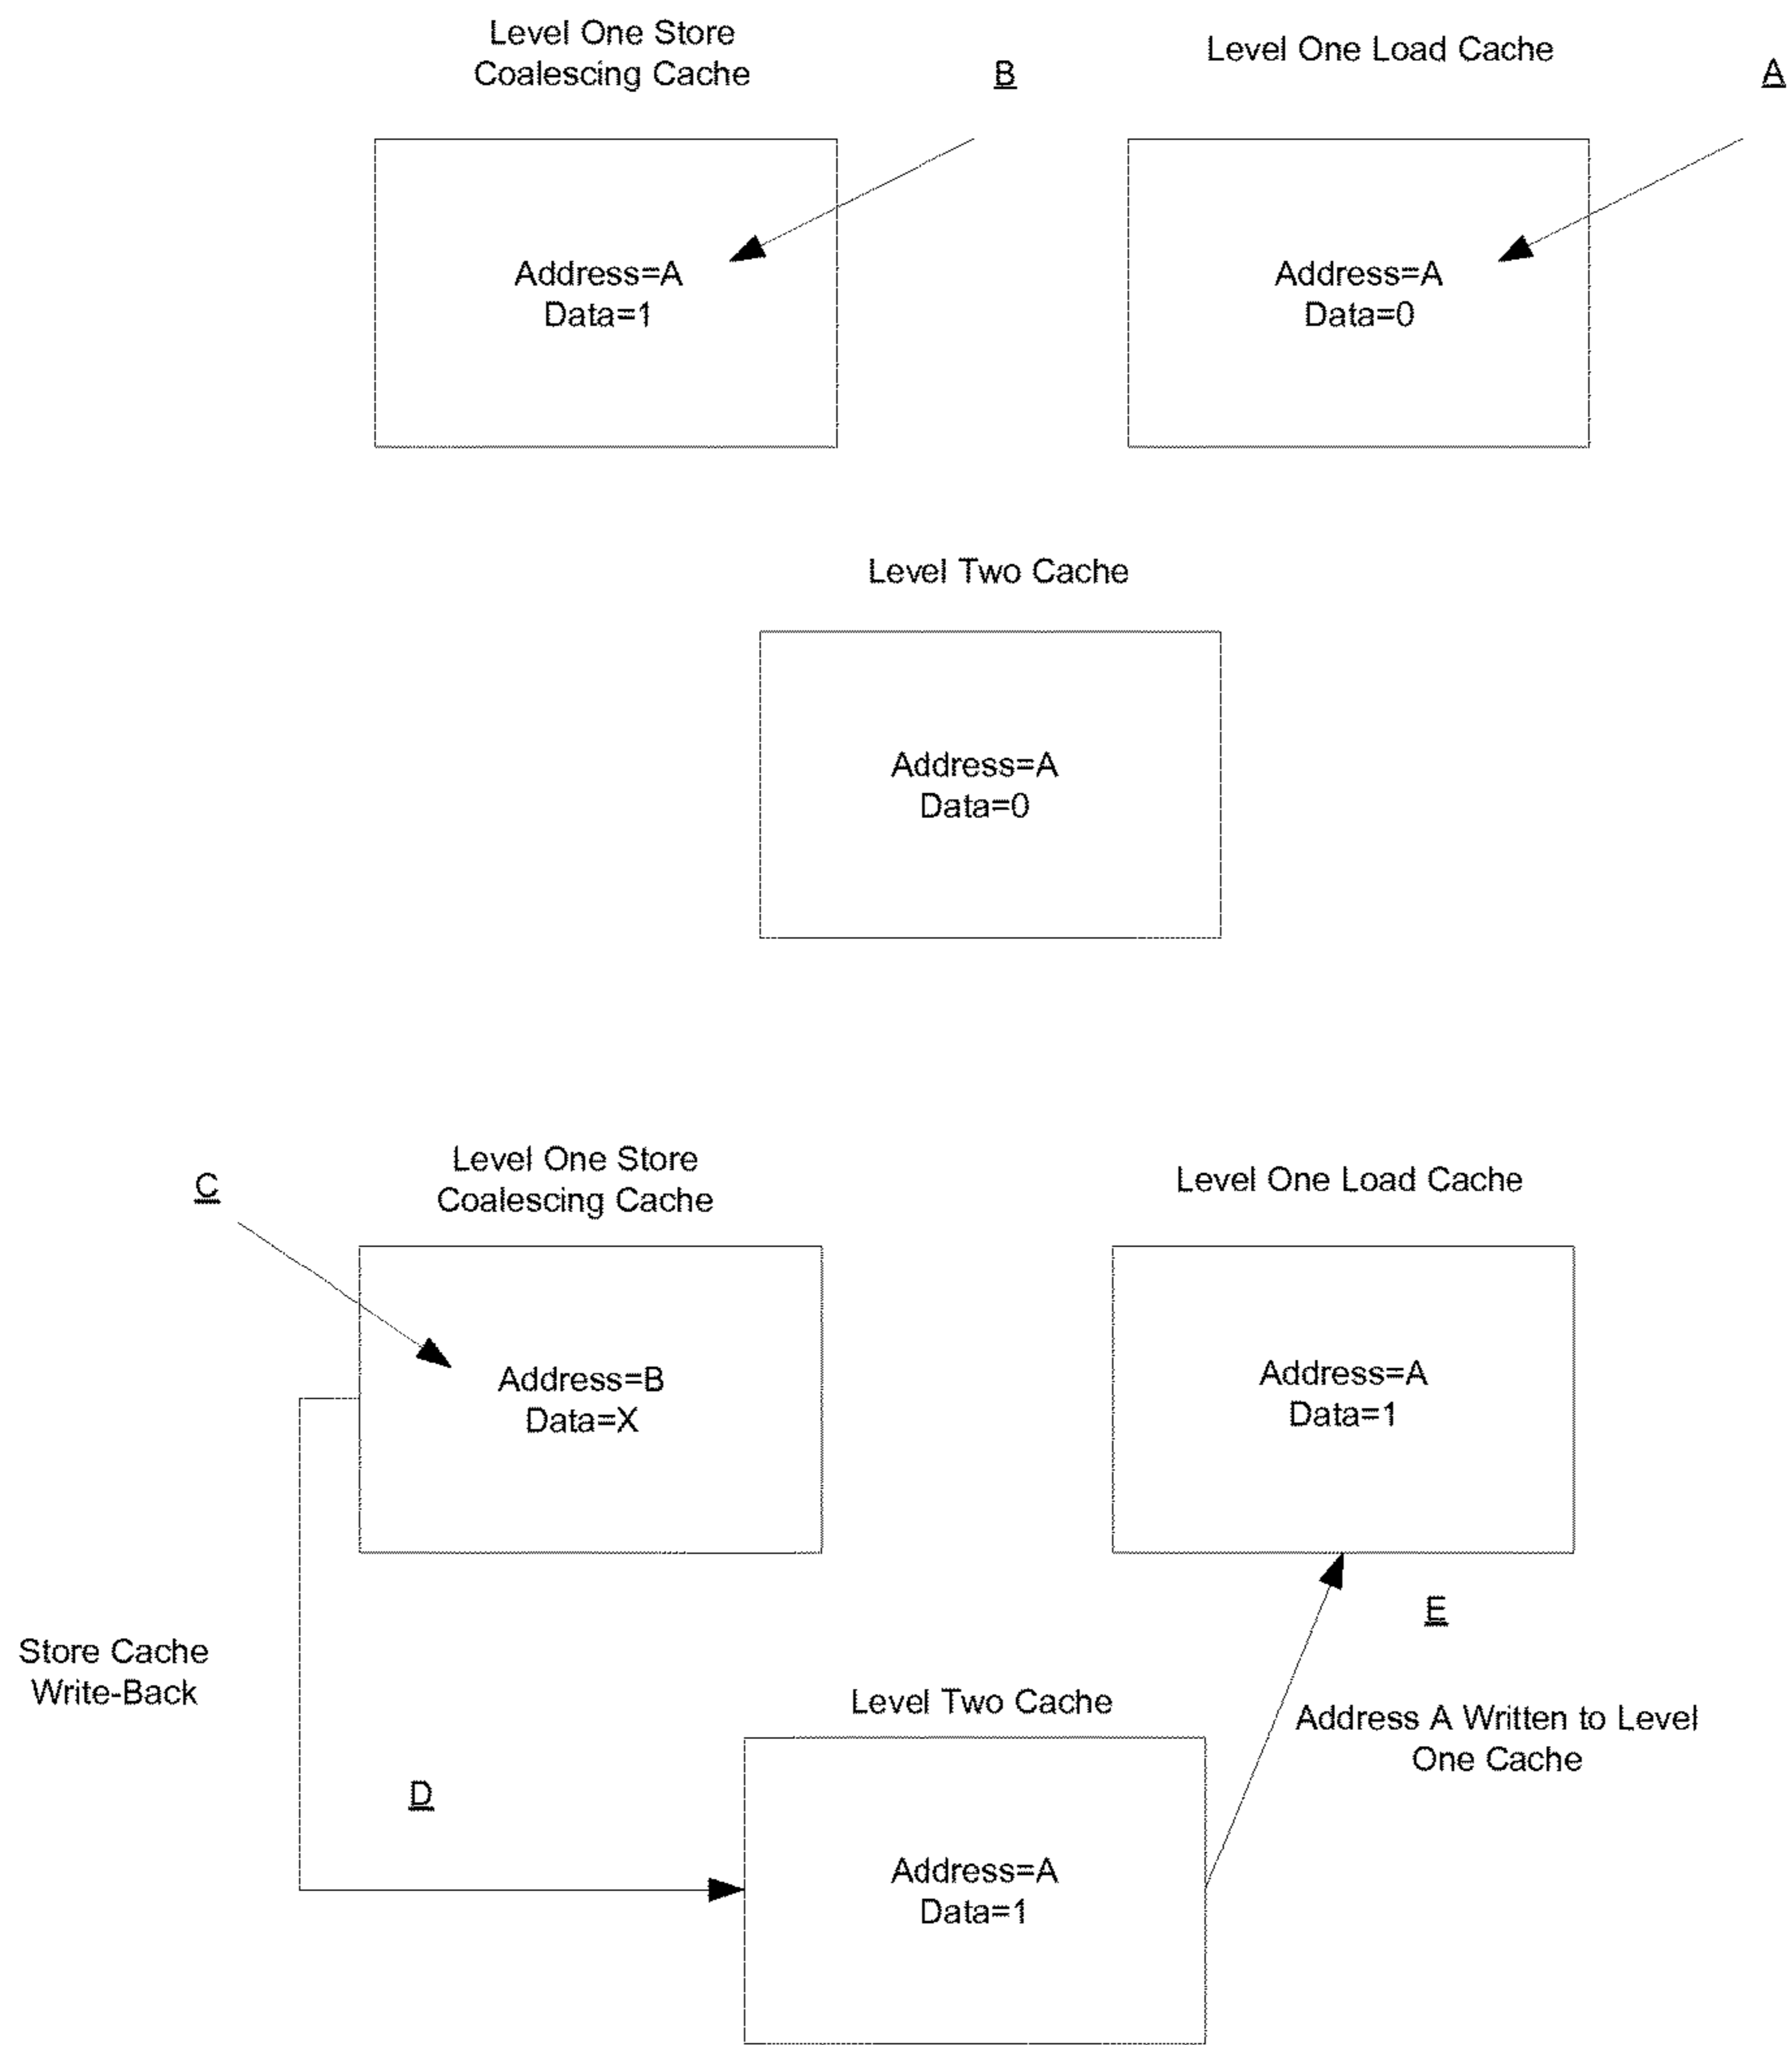 Level One Store
Coalescing Cache
B
Level One Load Cache
A
Address=A
Data=1
Address=A
Data=0
Level Two Cache
Address=A
Data=0
C
Level One Store
Coalescing Cache
Level One Load Cache
Address=B
Data=X
Address=A
Data=1
E
Store Cache
Write-Back
Level Two Cache
Address A Written to Level
One Cache
D
Address=A
Data=1